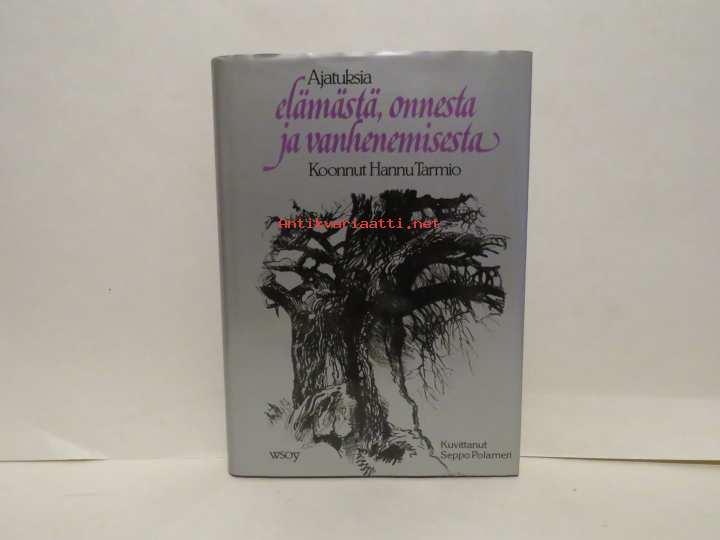 Ajatuksia
elämästä, onnesta
ja vanhenemisesta
Koonnut Hannu Tarmio
Antikvariaatti.net
Kuvittanut
Seppo Polameri
wsoy